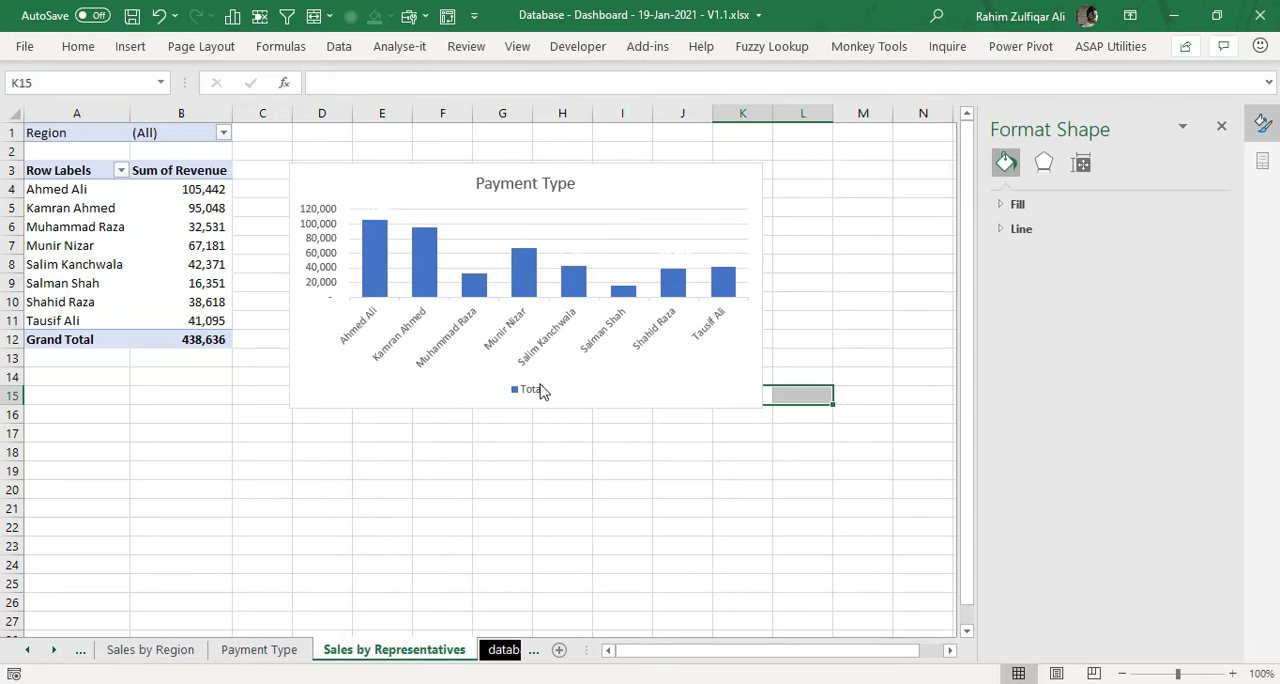 AutoSave Off Database - Dashboard - 19-Jan-2021 - V1.1.xlsx Rahim Zulfiqar Ali
File Home Insert Page Layout Formulas Data Analyse-it Review View Developer Add-ins Help Fuzzy Lookup Monkey Tools Inquire Power Pivot ASAP Utilities
K15 fx
A B C D E F G H I J K L M N
1 Region (All)
2
3 Row Labels Sum of Revenue
4 Ahmed Ali 105,442
5 Kamran Ahmed 95,048
6 Muhammad Raza 32,531
7 Munir Nizar 67,181
8 Salim Kanchwala 42,371
9 Salman Shah 16,351
10 Shahid Raza 38,618
11 Tausif Ali 41,095
12 Grand Total 438,636
13
14
15
16
17
18
19
20
21
22
23
24
25
26
27
Payment Type
120,000
100,000
80,000
60,000
40,000
20,000
-
Ahmed Ali Kamran Ahmed Muhammad Raza Munir Nizar Salim Kanchwala Salman Shah Shahid Raza Tausif Ali
Total
Format Shape
Fill
Line
... Sales by Region Payment Type Sales by Representatives datab ...
100%